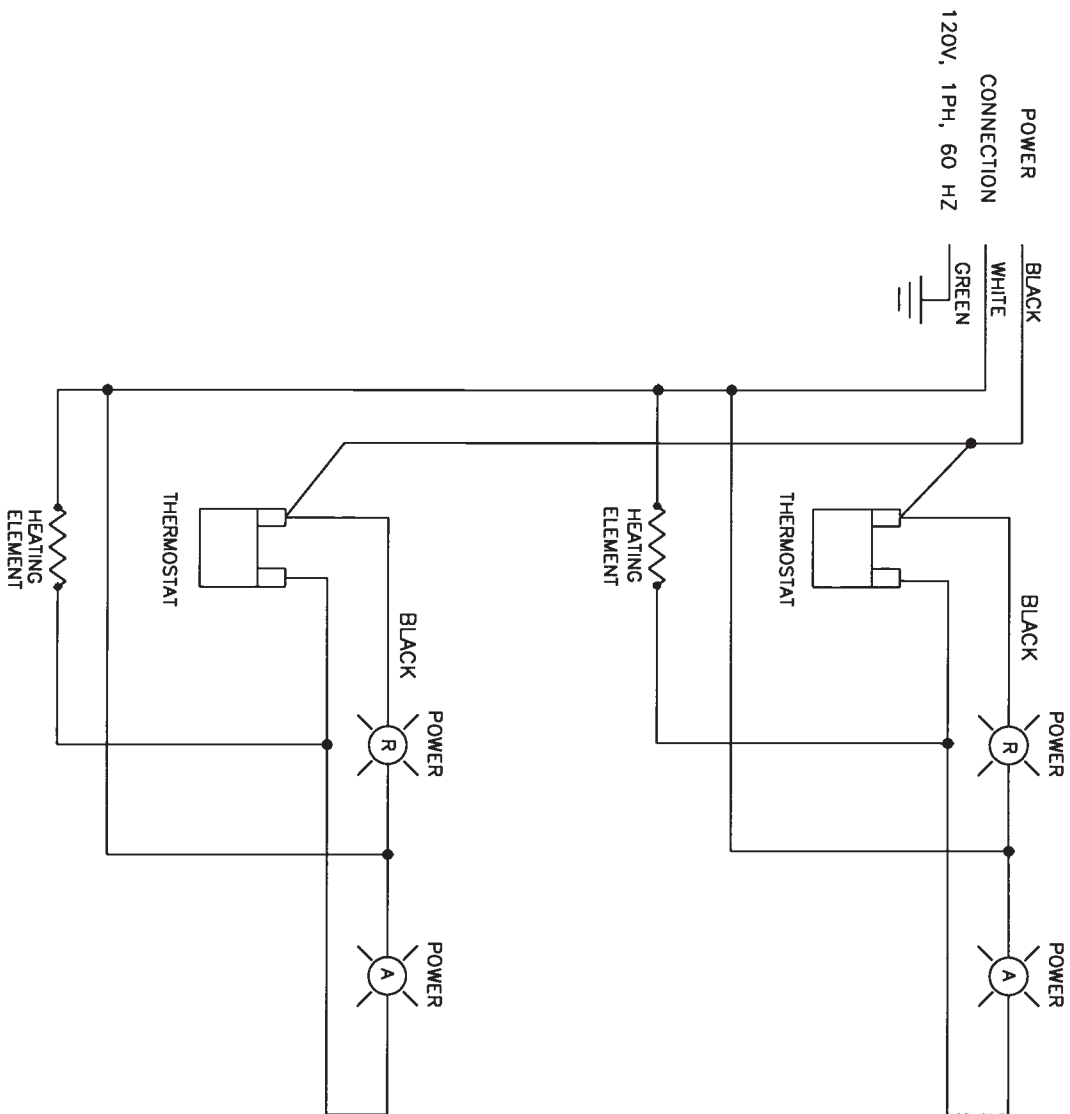 POWER
CONNECTION
120V, 1PH, 60 HZ
BLACK
WHITE
GREEN
THERMOSTAT
BLACK
POWER
R
POWER
A
HEATING
ELEMENT
THERMOSTAT
BLACK
POWER
R
POWER
A
HEATING
ELEMENT